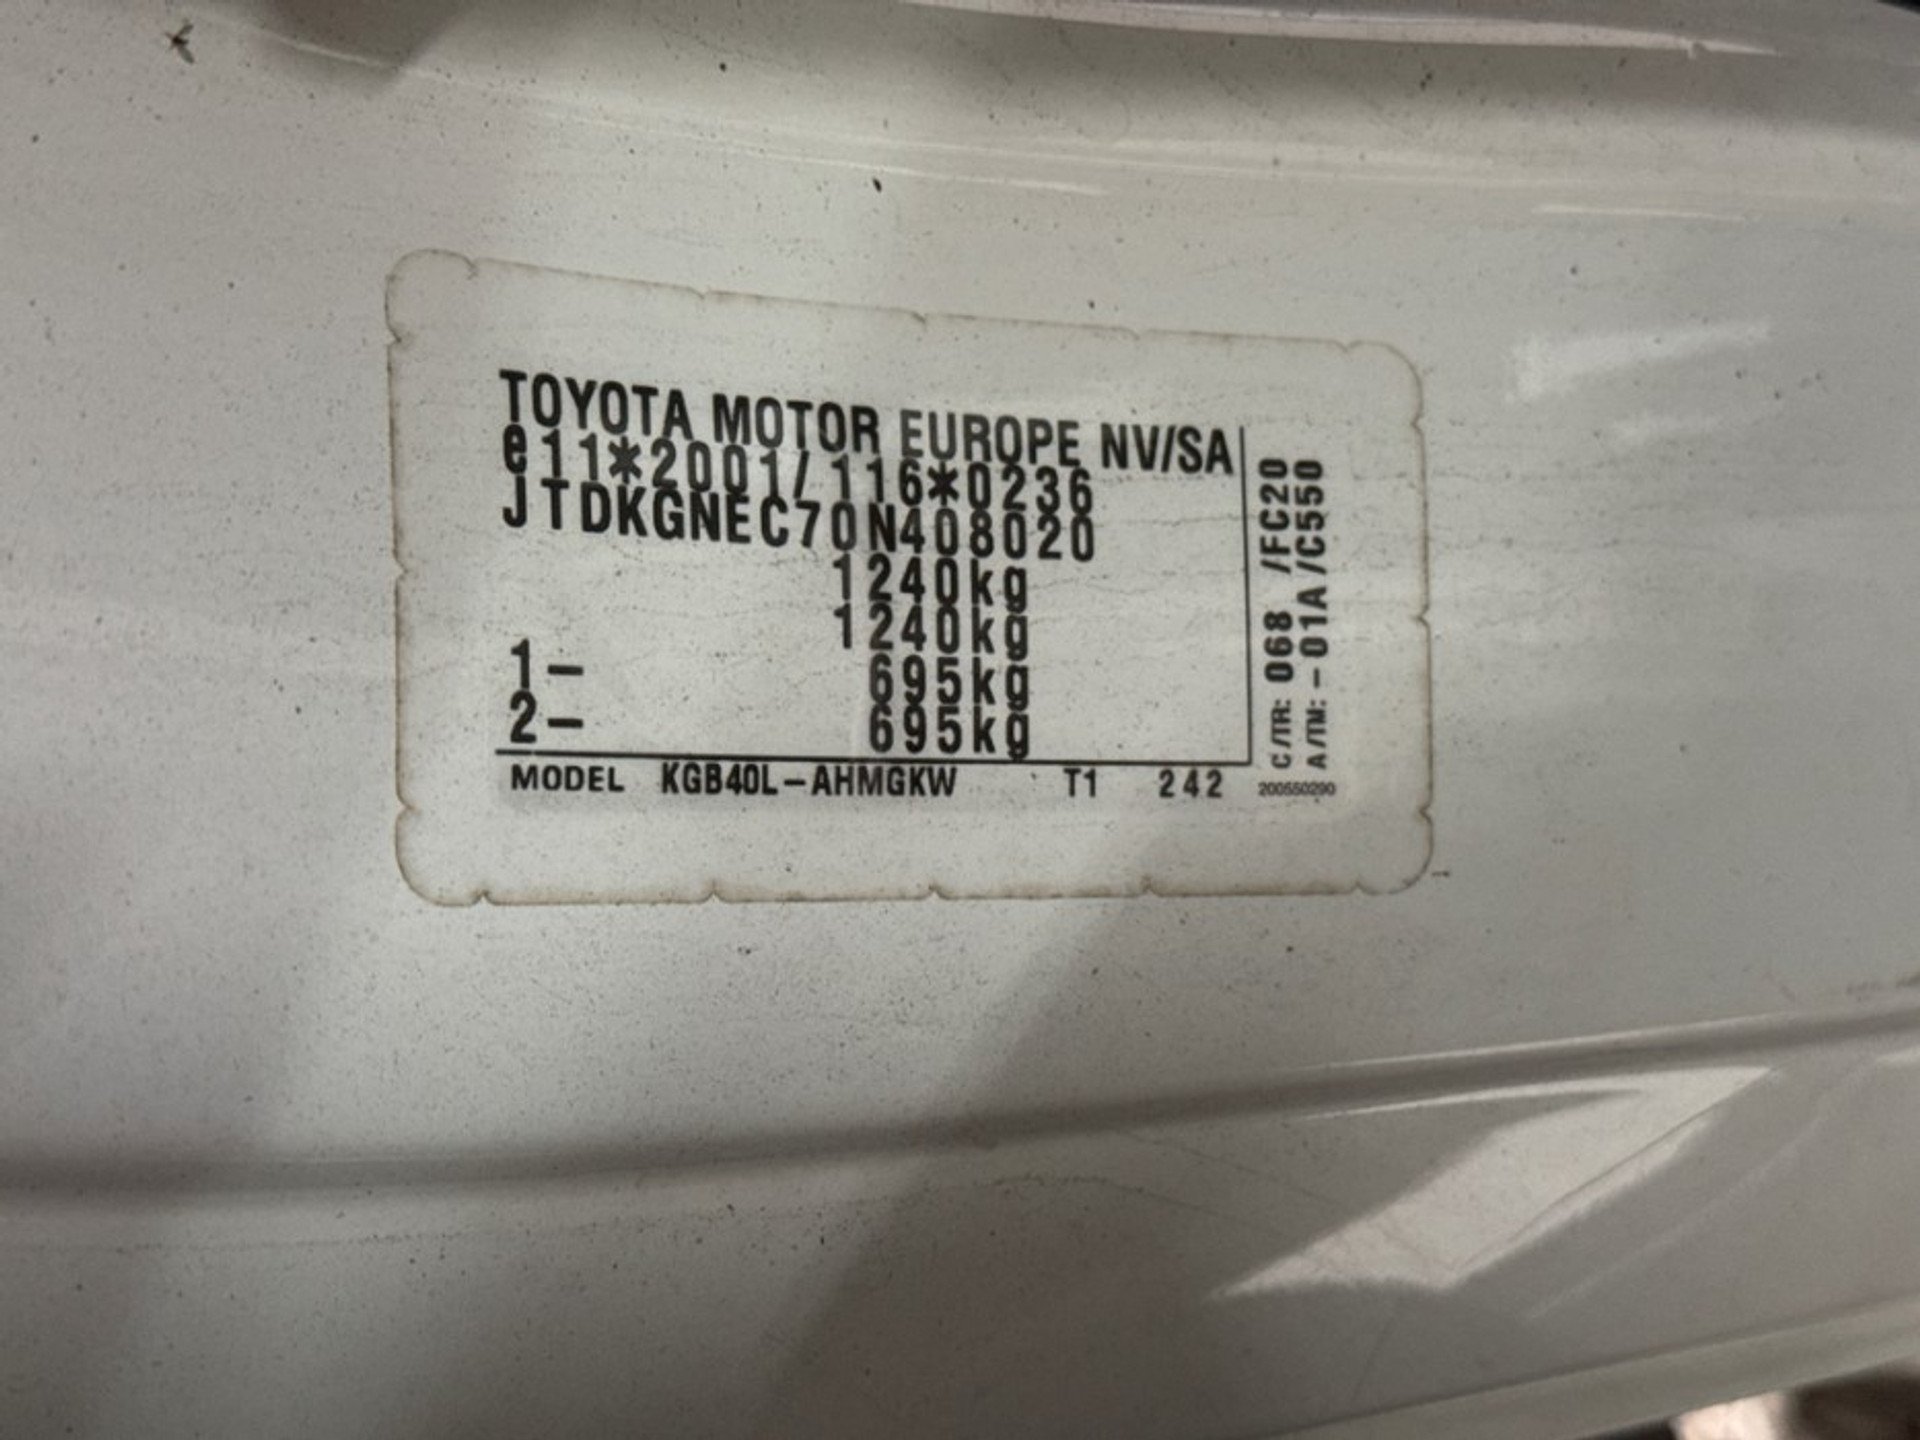 TOYOTA MOTOR EUROPE NV/SA
e11*2001/116*0236
JTDKGNEC70N408020
1240kg
1240kg
1- 695kg
2- 695kg
MODEL KGB40L-AHMGKW T1 242
C/TR: 068 /FC20
A/TM: -01A/C550
200550290